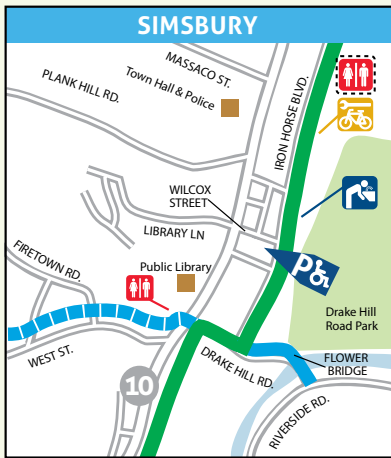 SIMSBURY
MASSACO ST.
Town Hall & Police
PLANK HILL RD.
IRON HORSE BLVD.
WILCOX
STREET
LIBRARY LN
FIRETOWN RD.
Public Library
P
Drake Hill
Road Park
WEST ST.
DRAKE HILL RD.
FLOWER
BRIDGE
10
RIVERSIDE RD.